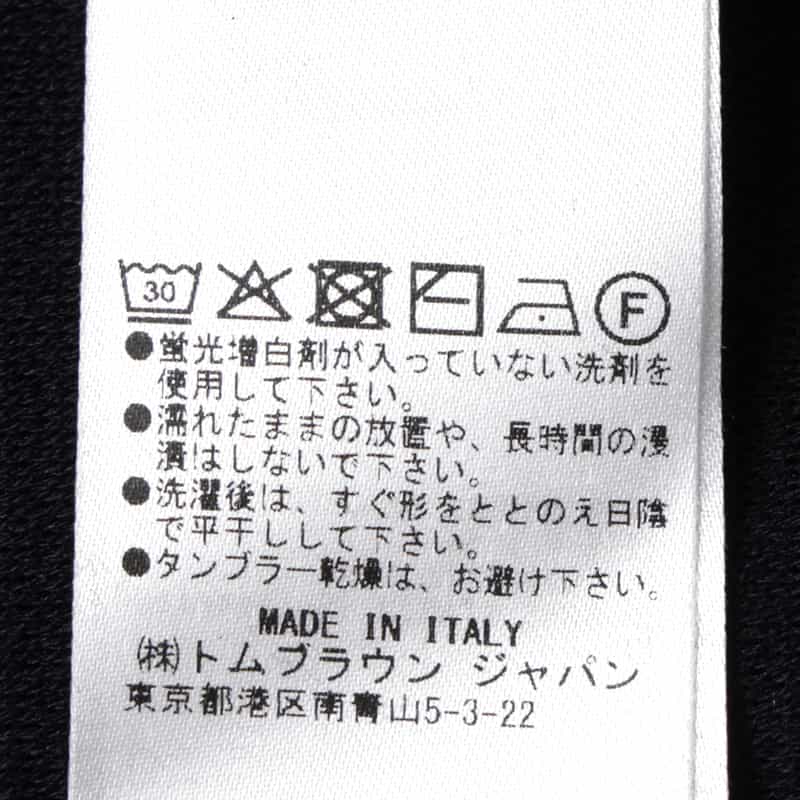 30 F
●蛍光増白剤が入っていない洗剤を
使用して下さい。
●濡れたままの放置や、長時間の浸
漬はしないで下さい。
●洗濯後は、すぐ形をととのえ日陰
で平干しして下さい。
●タンブラー乾燥は、お避け下さい。
MADE IN ITALY
㈱トムブラウン ジャパン
東京都港区南青山5-3-22